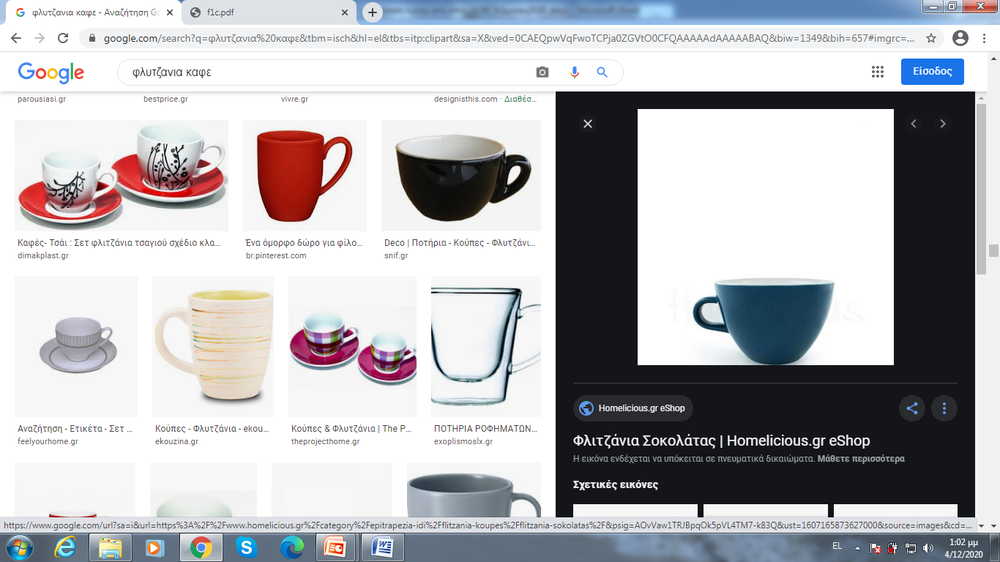 φλυτζανια καφε - Αναζήτηση Go
f1c.pdf
google.com/search?q=φλυτζανια%20καφε&tbm=isch&hl=el&tbs=itp:clipart&sa=X&ved=0CAEQpwVqFwoTCPja0ZGVtO0CFQAAAAAdAAAAABAQ&biw=1349&bih=657#imgrc=...
Google
φλυτζανια καφε
Είσοδος
parousiasi.gr
bestprice.gr
vivre.gr
designisthis.com · Διαθέσ...
Καφές- Τσάι : Σετ φλιτζάνια τσαγιού σχέδιο κλα...
dimakplast.gr
Ένα όμορφο δώρο για φίλο...
br.pinterest.com
Deco | Ποτήρια - Κούπες - Φλυτζάνι...
snif.gr
Αναζήτηση - Ετικέτα - Σετ ...
feelyourhome.gr
Κούπες - Φλυτζάνια - ekou...
ekouzina.gr
Κούπες & Φλυτζάνια | The P...
theprojecthome.gr
ΠΟΤΗΡΙΑ ΡΟΦΗΜΑΤΩΝ...
exoplismoslx.gr
Homelicious.gr eShop
Φλιτζάνια Σοκολάτας | Homelicious.gr eShop
Η εικόνα ενδέχεται να υπόκειται σε πνευματικά δικαιώματα. Μάθετε περισσότερα
Σχετικές εικόνες
https://www.google.com/url?sa=i&url=https%3A%2F%2Fwww.homelicious.gr%2Fcategory%2Fepitrapezia-idi%2Fflitzania-koupes%2Fflitzania-sokolatas%2F&psig=AOvVaw1TRJBpqOk5pVL4TM7-k83Q&ust=1607165873627000&source=images&cd=...
EL
1:02 μμ
4/12/2020